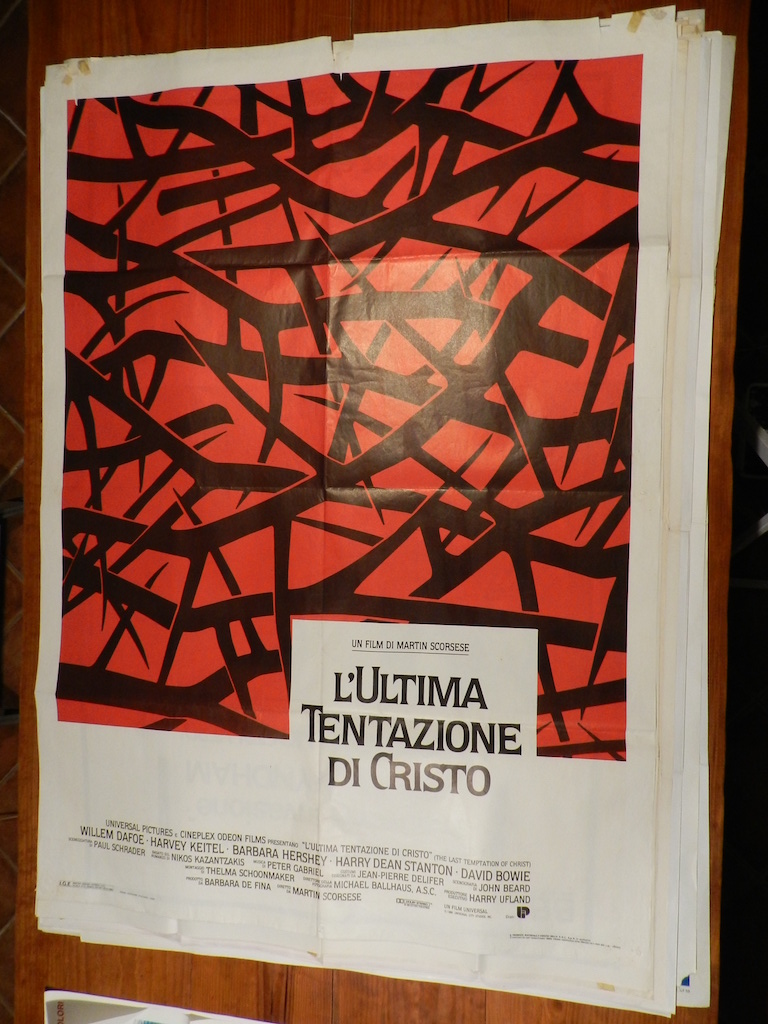 UN FILM DI MARTIN SCORSESE
L'ULTIMA
TENTAZIONE
DI CRISTO
UNIVERSAL PICTURES E CINEPLEX ODEON FILMS PRESENTANO "L'ULTIMA TENTAZIONE DI CRISTO" (THE LAST TEMPTATION OF CHRIST)
WILLEM DAFOE · HARVEY KEITEL · BARBARA HERSHEY · HARRY DEAN STANTON · DAVID BOWIE
PAUL SCHRADER NIKOS KAZANTZAKIS PETER GABRIEL JEAN-PIERRE DELIFER JOHN BEARD
THELMA SCHOONMAKER MICHAEL BALLHAUS, A.S.C. HARRY UFLAND
BARBARA DE FINA MARTIN SCORSESE UN FILM UNIVERSAL